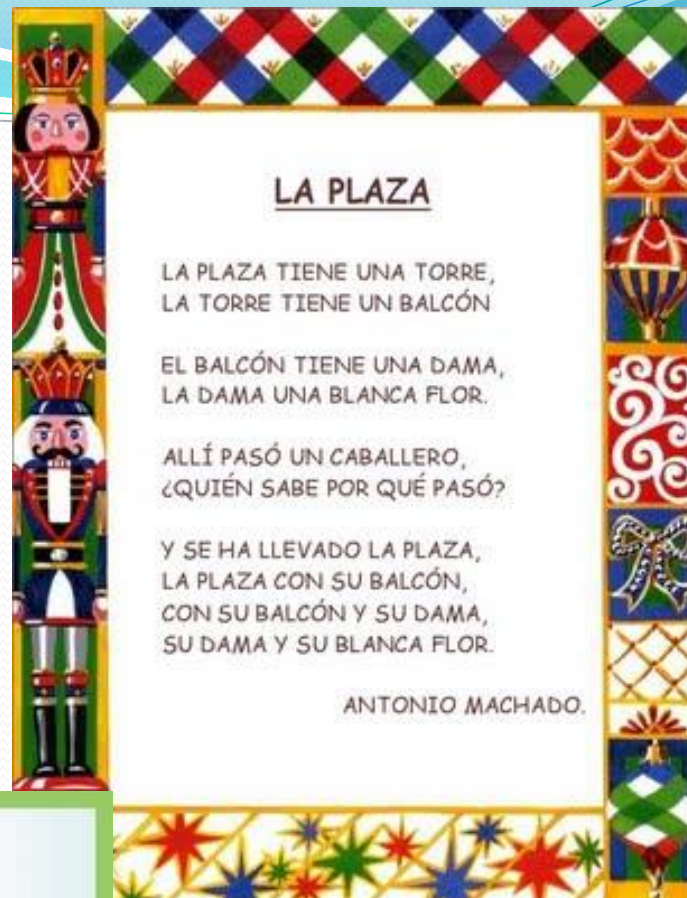 LA PLAZA
LA PLAZA TIENE UNA TORRE,
LA TORRE TIENE UN BALCÓN
EL BALCÓN TIENE UNA DAMA,
LA DAMA UNA BLANCA FLOR.
ALLÍ PASÓ UN CABALLERO,
¿QUIÉN SABE POR QUÉ PASÓ?
Y SE HA LLEVADO LA PLAZA,
LA PLAZA CON SU BALCÓN,
CON SU BALCÓN Y SU DAMA,
SU DAMA Y SU BLANCA FLOR.
ANTONIO MACHADO.